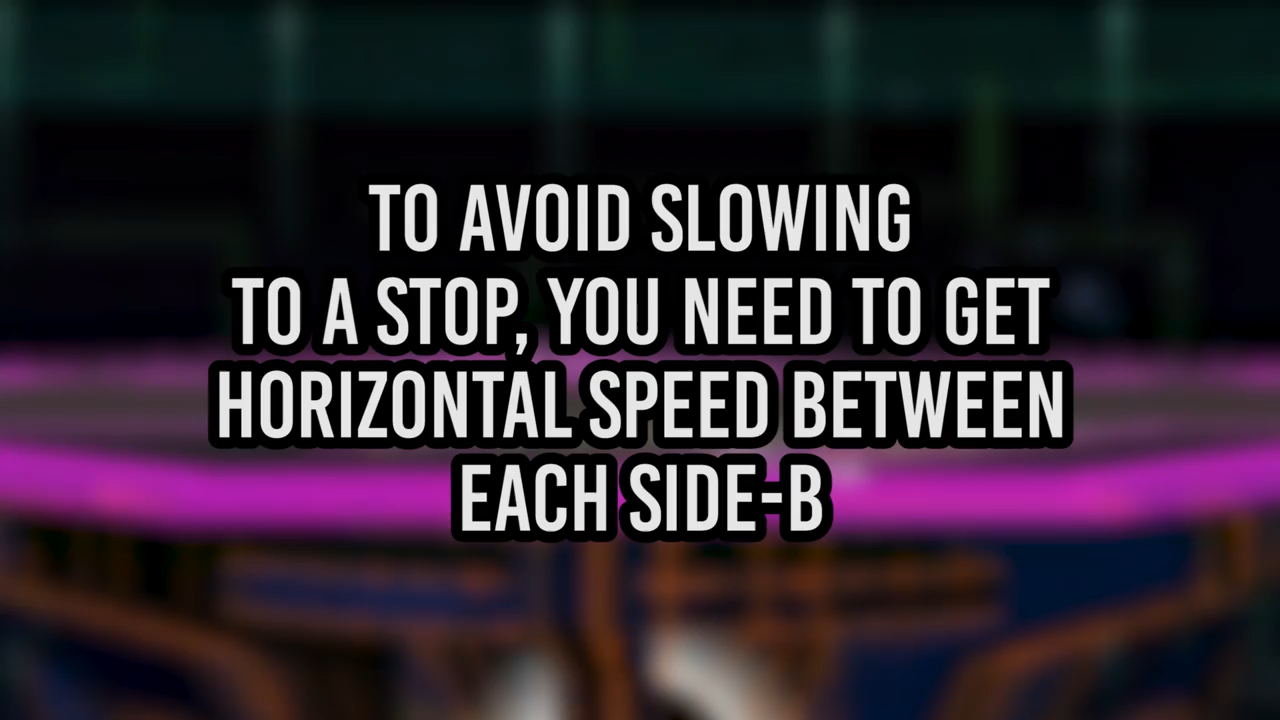 TO AVOID SLOWING
TO A STOP, YOU NEED TO GET
HORIZONTAL SPEED BETWEEN
EACH SIDE-B